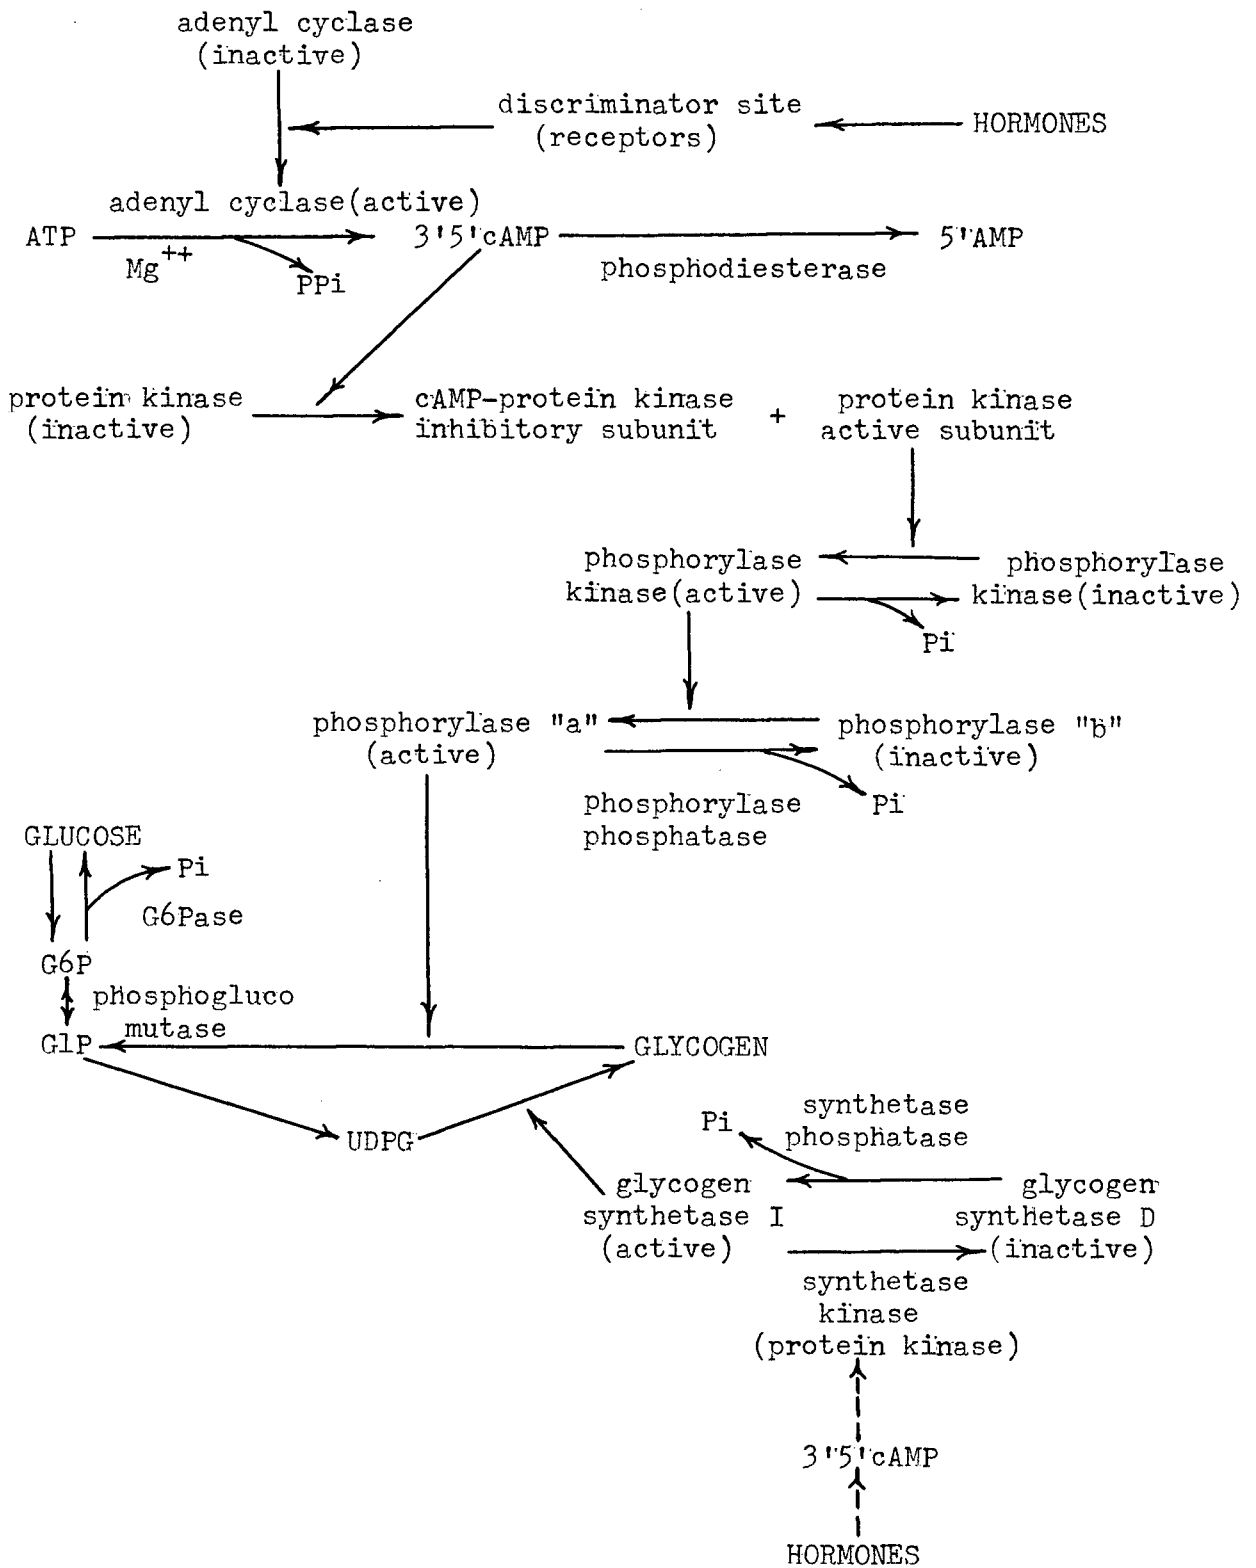 adenyl cyclase
(inactive)
discriminator site
(receptors)
HORMONES
adenyl cyclase(active)
ATP
3'5'cAMP
5'AMP
Mg++
PPi
phosphodiesterase
protein kinase
(inactive)
cAMP-protein kinase
inhibitory subunit
+
protein kinase
active subunit
phosphorylase
kinase(active)
phosphorylase
kinase(inactive)
Pi
phosphorylase "a"
(active)
phosphorylase "b"
(inactive)
phosphorylase
phosphatase
Pi
GLUCOSE
Pi
G6Pase
G6P
phosphogluco
mutase
G1P
GLYCOGEN
UDPG
Pi
synthetase
phosphatase
glycogen
synthetase I
(active)
glycogen
synthetase D
(inactive)
synthetase
kinase
(protein kinase)
3'5'cAMP
HORMONES